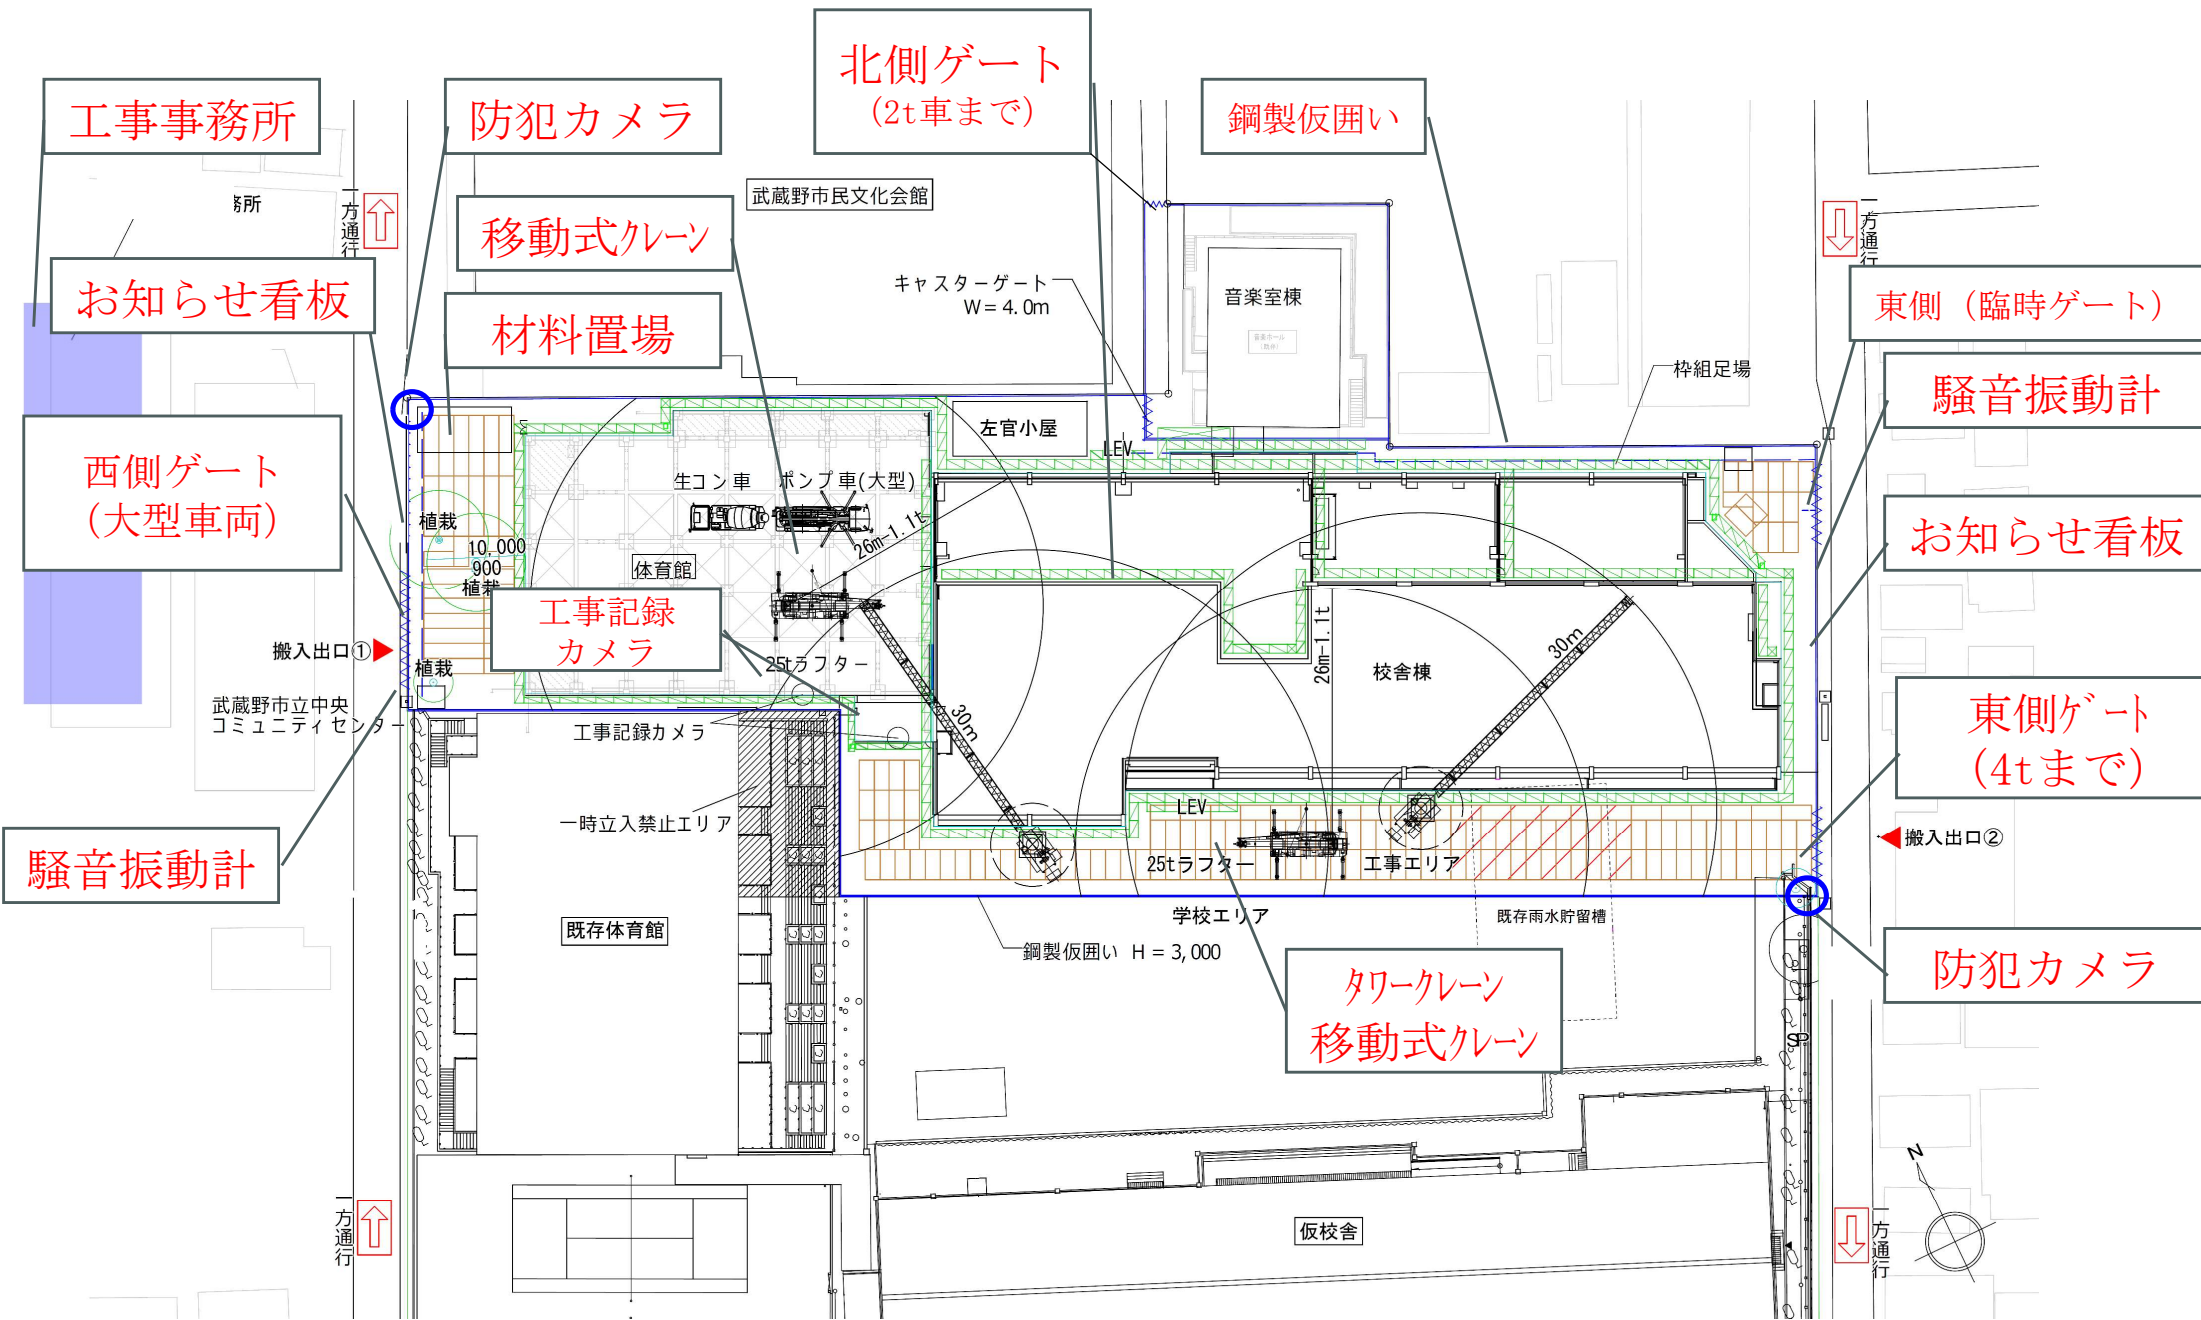 北側ゲート
(2t車まで)
工事事務所
防犯カメラ
鋼製仮囲い
武蔵野市民文化会館
務所
一方通行
一方通行
移動式クレーン
お知らせ看板
材料置場
キャスターゲート
W=4.0m
音楽室棟
東側（臨時ゲート）
枠組足場
騒音振動計
西側ゲート
(大型車両)
左官小屋
LEV
生コン車
ポンプ車(大型)
植栽
26m-1.1t
10,000
900
植栽
体育館
お知らせ看板
工事記録
カメラ
25tラフター
26m-1.1t
30m
校舎棟
搬入出口①
植栽
武蔵野市立中央
コミュニティセンター
工事記録カメラ
30m
東側ゲート
(4tまで)
一時立入禁止エリア
LEV
25tラフター
工事エリア
搬入出口②
騒音振動計
学校エリア
既存雨水貯留槽
既存体育館
鋼製仮囲い H=3,000
タワークレーン
移動式クレーン
防犯カメラ
SP
N
一方通行
仮校舎
一方通行